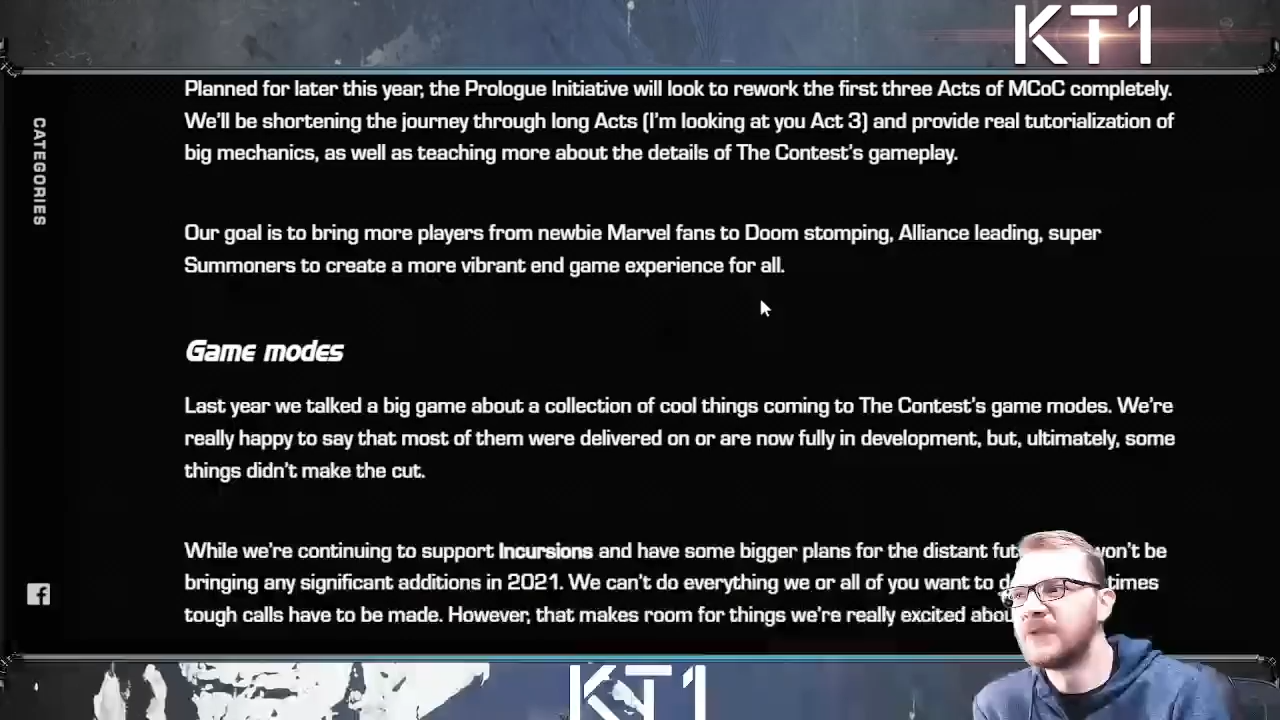 KT1
CATEGORIES
Planned for later this year, the Prologue Initiative will look to rework the first three Acts of MCoC completely.
We'll be shortening the journey through long Acts (I'm looking at you Act 3) and provide real tutorialization of
big mechanics, as well as teaching more about the details of The Contest's gameplay.
Our goal is to bring more players from newbie Marvel fans to Doom stomping, Alliance leading, super
Summoners to create a more vibrant end game experience for all.
Game modes
Last year we talked a big game about a collection of cool things coming to The Contest's game modes. We're
really happy to say that most of them were delivered on or are now fully in development, but, ultimately, some
things didn't make the cut.
While we're continuing to support Incursions and have some bigger plans for the distant won't be
bringing any significant additions in 2021. We can't do everything we or all of you want to times
tough calls have to be made. However, that makes room for things we're really excited
KT1